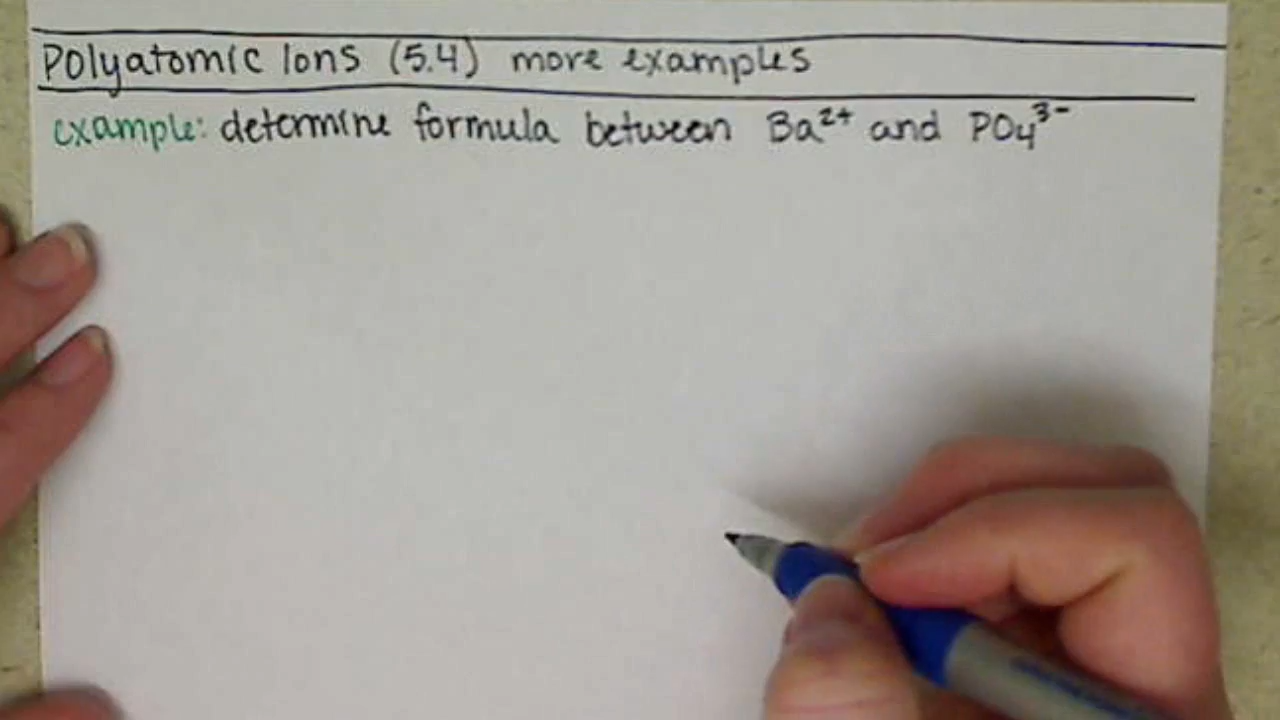 Polyatomic Ions (5.4) more examples
example: determine formula between Ba²⁺ and PO₄³⁻